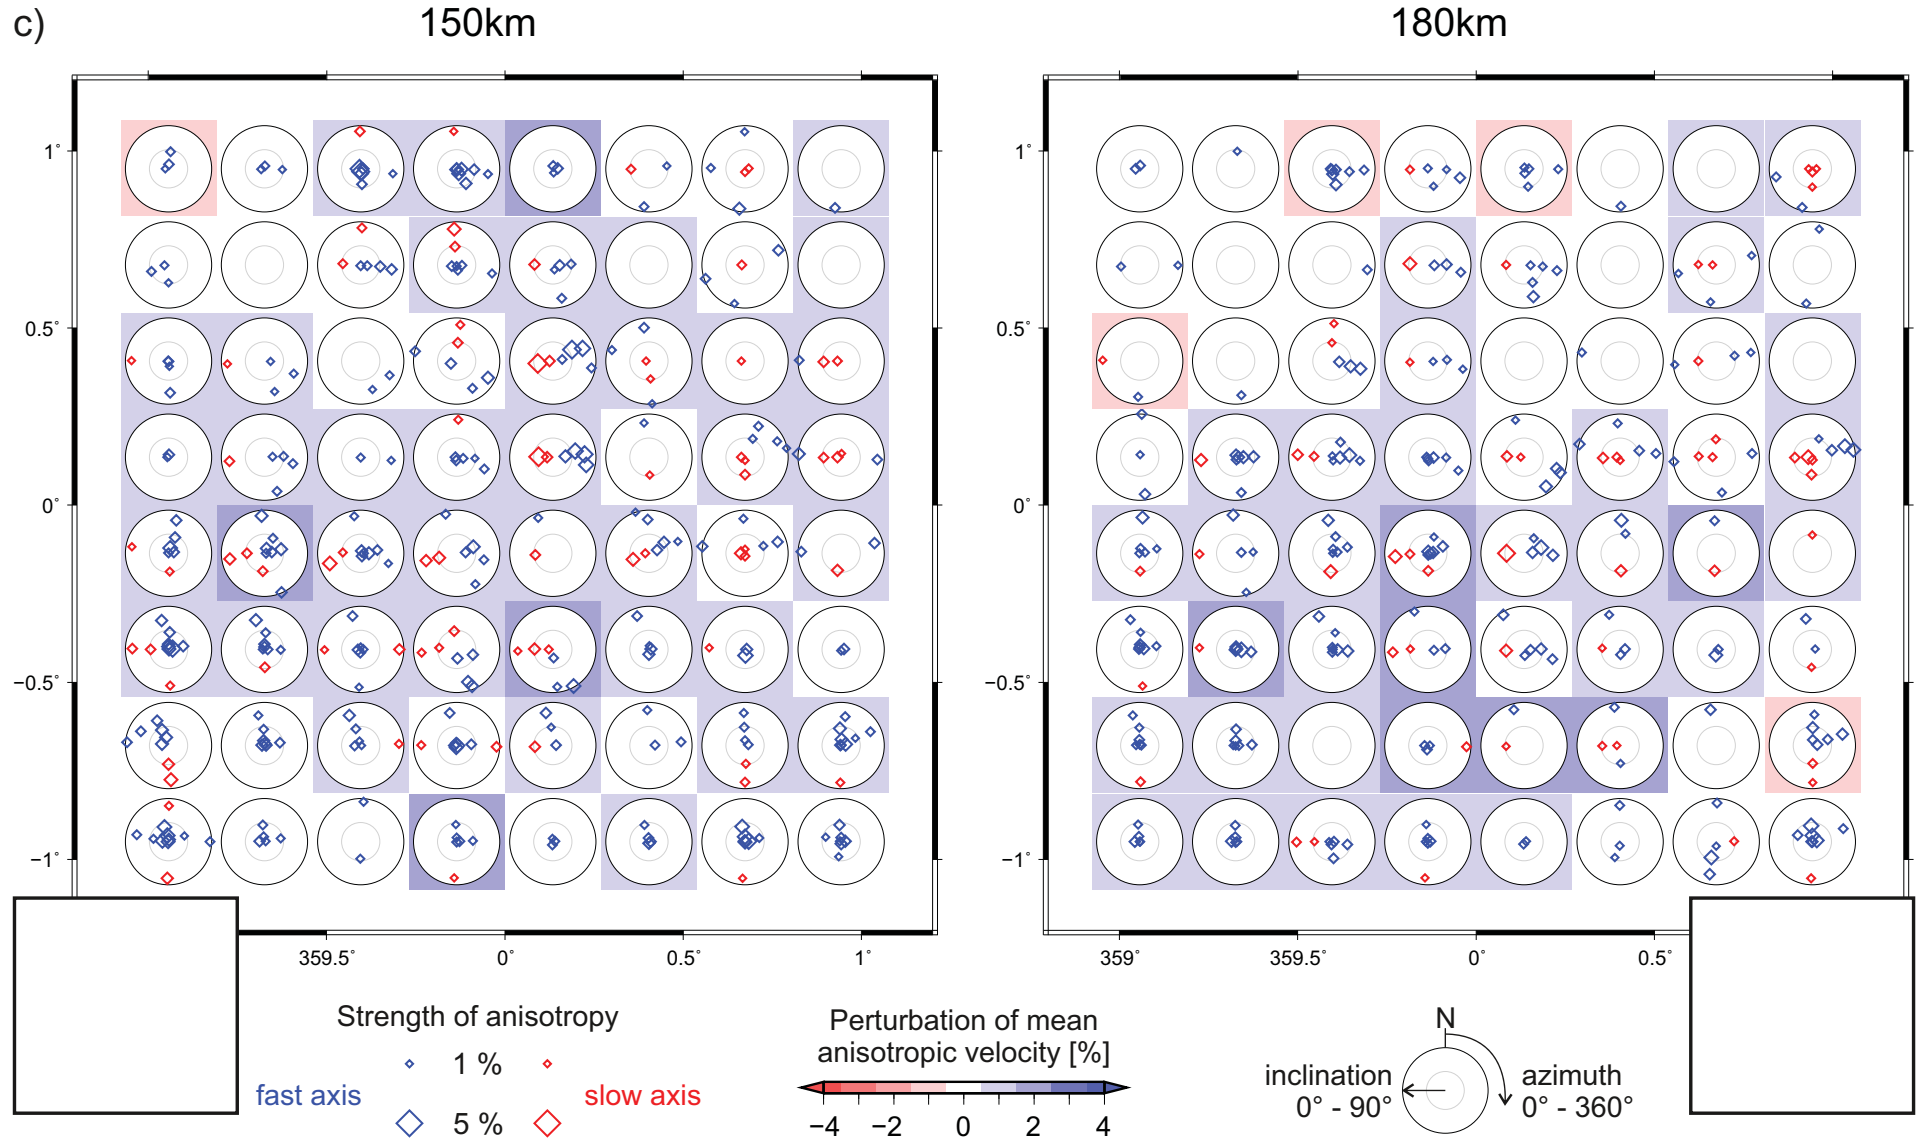 c)
150km
180km
1°
0.5°
0°
−0.5°
−1°
359.5°
0°
0.5°
1°
1°
0.5°
0°
−0.5°
−1°
359°
359.5°
0°
0.5°
Strength of anisotropy
1 %
fast axis
slow axis
5 %
Perturbation of mean
anisotropic velocity [%]
−4 −2 0 2 4
N
inclination
0° - 90°
azimuth
0° - 360°